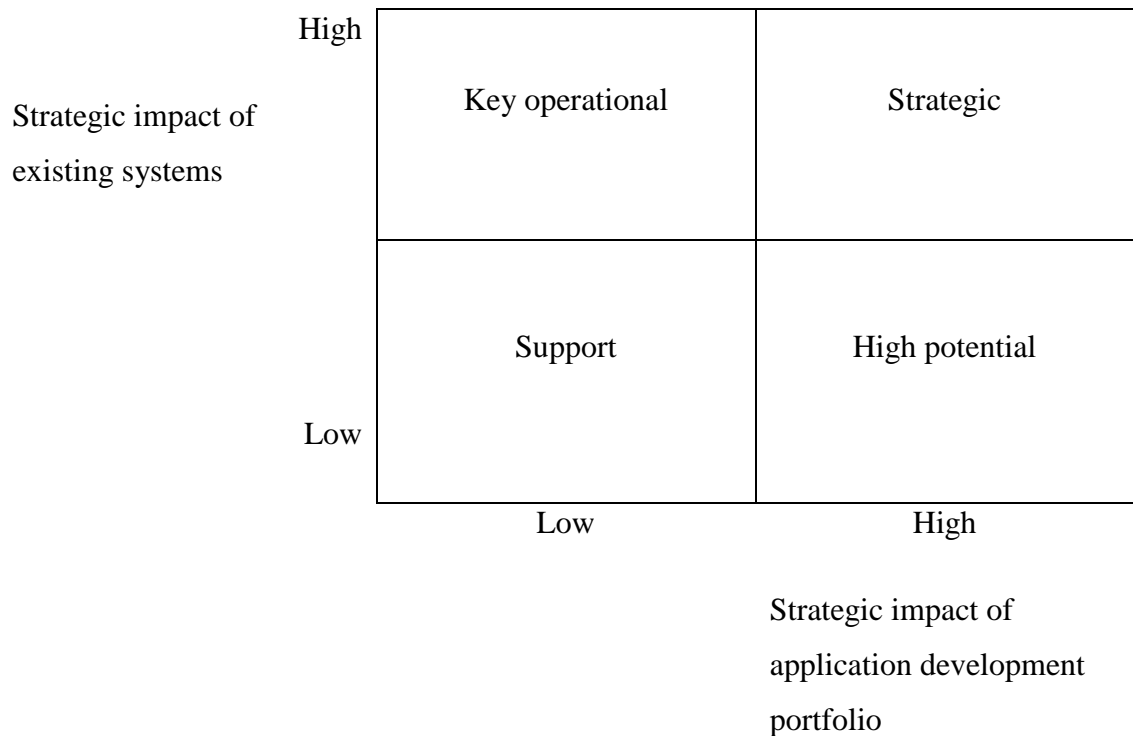 High
Key operational
Strategic
Strategic impact of
existing systems
Support
High potential
Low
Low
High
Strategic impact of
application development
portfolio